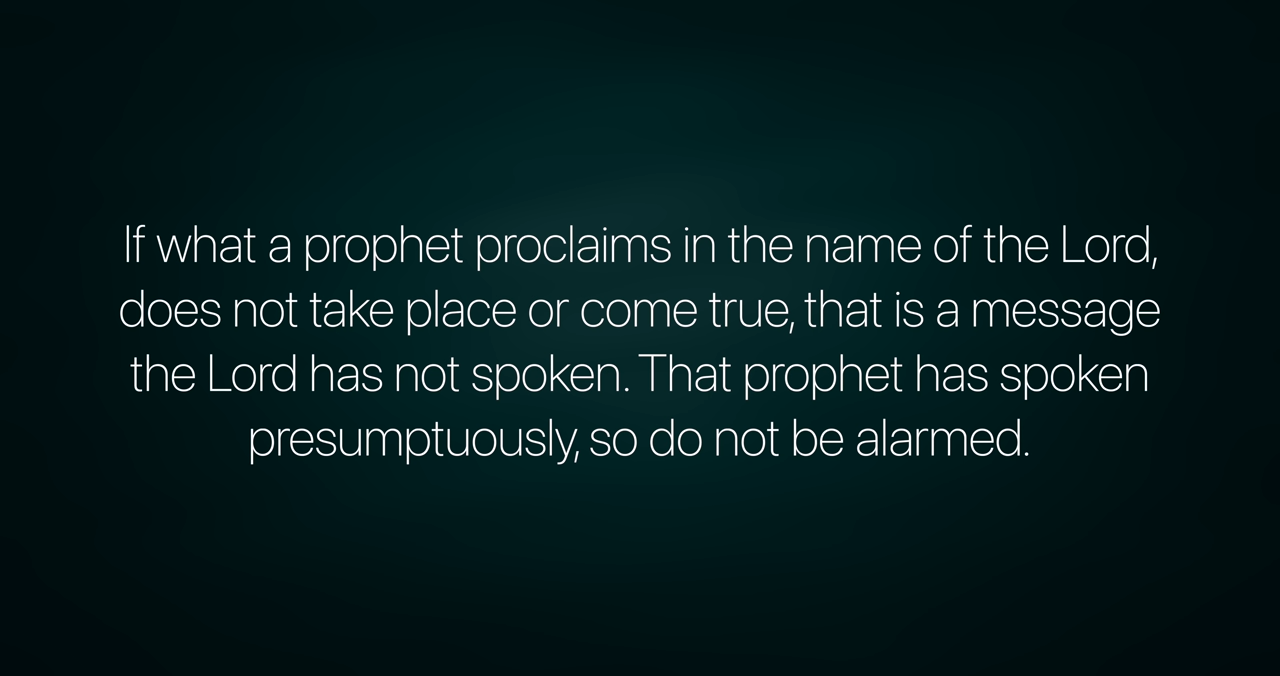 If what a prophet proclaims in the name of the Lord,
does not take place or come true, that is a message
the Lord has not spoken. That prophet has spoken
presumptuously, so do not be alarmed.